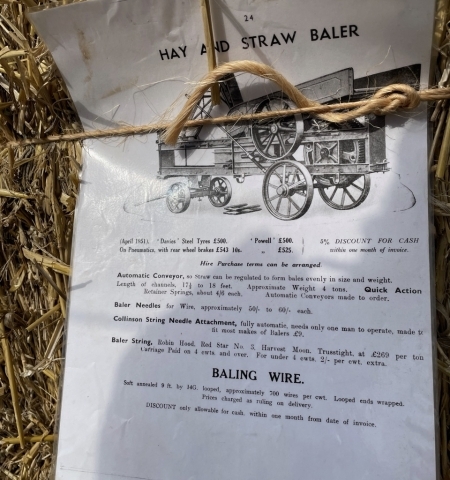 24
HAY AND STRAW BALER
(April 1951). 'Davies' Steel Tyres £500. 'Powell' £500. 5% DISCOUNT FOR CASH
On Pneumatics, with rear wheel brakes £543 10s. „ £525. within one month of invoice.
Hire Purchase terms can be arranged
Automatic Conveyor, so Straw can be regulated to form bales evenly in size and weight.
Length of channels, 17½ to 18 feet. Approximate Weight 4 tons. Quick Action
Retainer Springs, about 4/6 each. Automatic Conveyors made to order.
Baler Needles for Wire, approximately 50/- to 60/- each.
Collinson String Needle Attachment, fully automatic, needs only one man to operate, made to
fit most makes of Balers £9.
Baler String, Robin Hood, Red Star No. 3, Harvest Moon, Trusstight, at £269 per ton
Carriage Paid on 4 cwts and over. For under 4 cwts. 2/- per cwt. extra.
BALING WIRE.
Soft annealed 9 ft. by 14G. looped, approximately 700 wires per cwt. Looped ends wrapped.
Prices charged as ruling on delivery.
DISCOUNT only allowable for cash, within one month from date of invoice.